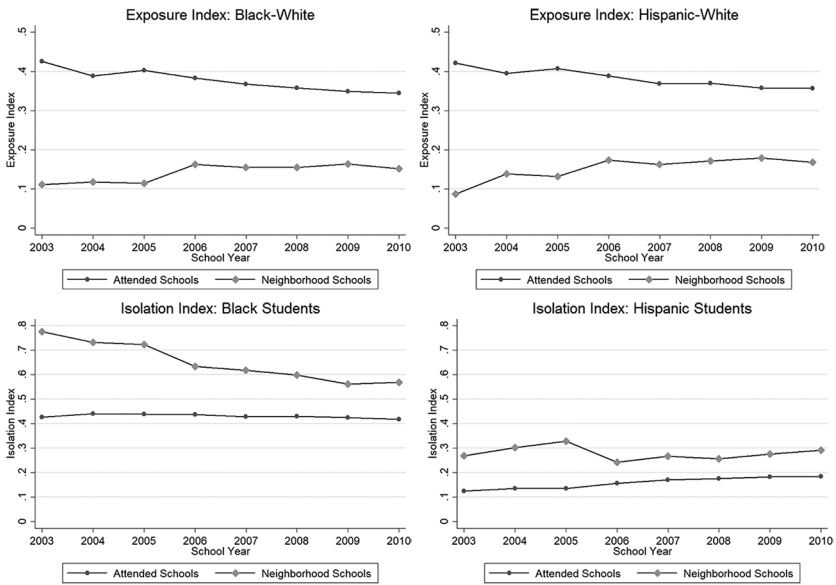 Exposure Index: Black-White
Exposure Index
.5
.4
.3
.2
.1
0
2003 2004 2005 2006 2007 2008 2009 2010
School Year
Attended Schools Neighborhood Schools
Exposure Index: Hispanic-White
Exposure Index
.5
.4
.3
.2
.1
0
2003 2004 2005 2006 2007 2008 2009 2010
School Year
Attended Schools Neighborhood Schools
Isolation Index: Black Students
Isolation Index
.8
.7
.6
.5
.4
.3
.2
.1
0
2003 2004 2005 2006 2007 2008 2009 2010
School Year
Attended Schools Neighborhood Schools
Isolation Index: Hispanic Students
Isolation Index
.8
.7
.6
.5
.4
.3
.2
.1
0
2003 2004 2005 2006 2007 2008 2009 2010
School Year
Attended Schools Neighborhood Schools